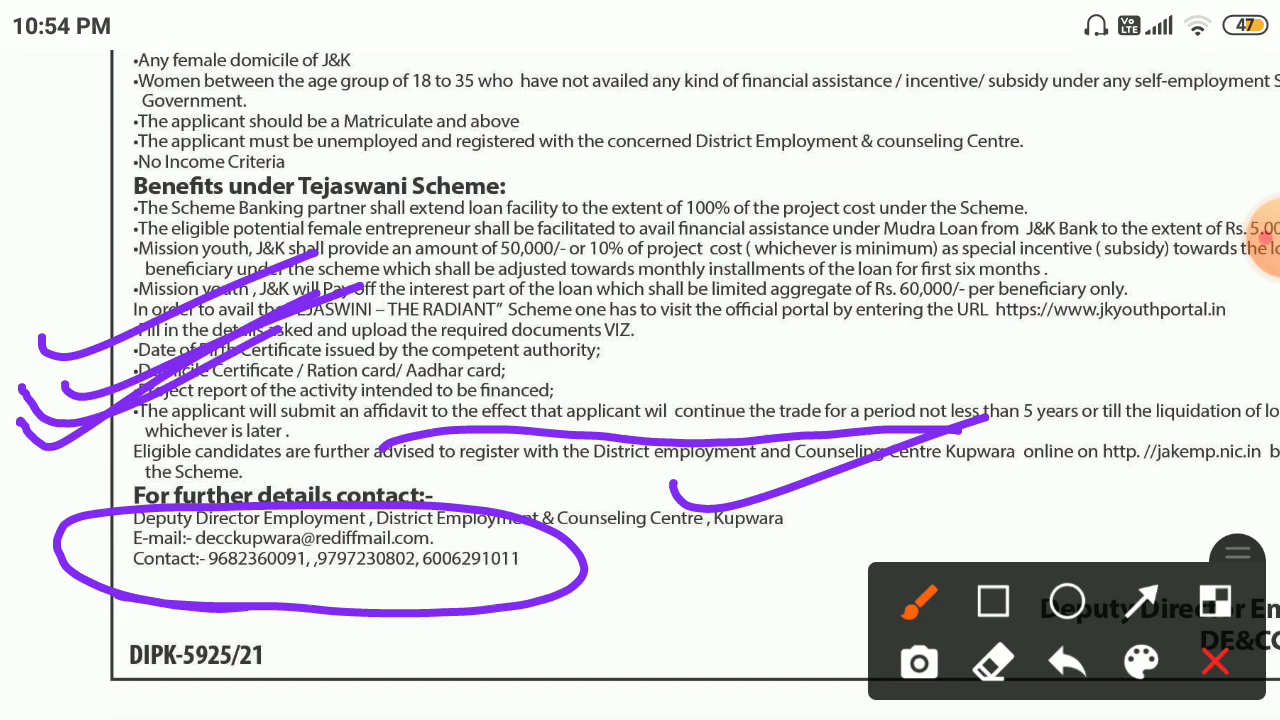 10:54 PM
Vo LTE
47
•Any female domicile of J&K
•Women between the age group of 18 to 35 who have not availed any kind of financial assistance / incentive/ subsidy under any self-employment S
Government.
•The applicant should be a Matriculate and above
•The applicant must be unemployed and registered with the concerned District Employment & counseling Centre.
•No Income Criteria
Benefits under Tejaswani Scheme:
•The Scheme Banking partner shall extend loan facility to the extent of 100% of the project cost under the Scheme.
•The eligible potential female entrepreneur shall be facilitated to avail financial assistance under Mudra Loan from J&K Bank to the extent of Rs. 5,00
•Mission youth, J&K shall provide an amount of 50,000/- or 10% of project cost ( whichever is minimum) as special incentive ( subsidy) towards the lo
beneficiary under the scheme which shall be adjusted towards monthly installments of the loan for first six months .
•Mission youth , J&K will Pay off the interest part of the loan which shall be limited aggregate of Rs. 60,000/- per beneficiary only.
In order to avail the "TEJASWINI – THE RADIANT" Scheme one has to visit the official portal by entering the URL https://www.jkyouthportal.in
Fill in the details asked and upload the required documents VIZ.
•Date of Birth Certificate issued by the competent authority;
•Domicile Certificate / Ration card/ Aadhar card;
•Project report of the activity intended to be financed;
•The applicant will submit an affidavit to the effect that applicant wil continue the trade for a period not less than 5 years or till the liquidation of lo
whichever is later .
Eligible candidates are further advised to register with the District employment and Counseling Centre Kupwara online on http. //jakemp.nic.in b
the Scheme.
For further details contact:-
Deputy Director Employment , District Employment & Counseling Centre , Kupwara
E-mail:- decckupwara@rediffmail.com.
Contact:- 9682360091, ,9797230802, 6006291011
Deputy Director Em
DE&CC
DIPK-5925/21